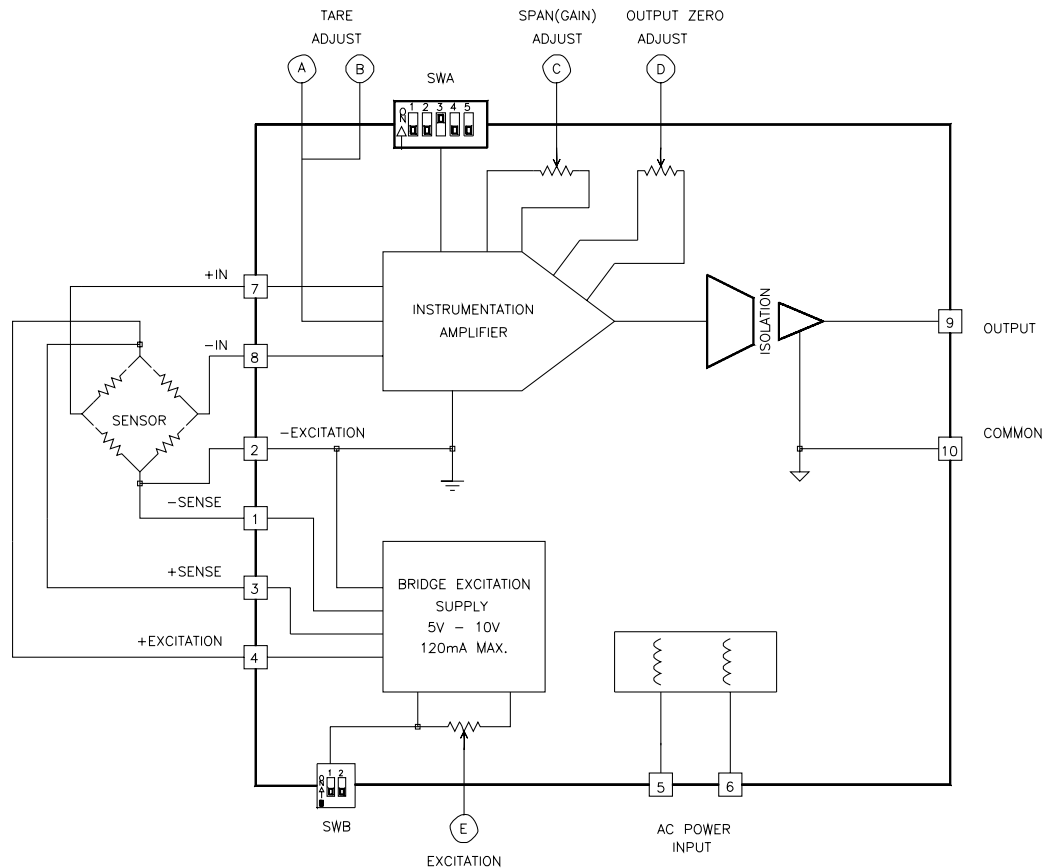 TARE
ADJUST
SPAN(GAIN)
ADJUST
OUTPUT ZERO
ADJUST
A
B
C
D
SWA
ON
1 2 3 4 5
+IN
7
INSTRUMENTATION
AMPLIFIER
ISOLATION
9
OUTPUT
-IN
8
SENSOR
-EXCITATION
2
COMMON
10
-SENSE
1
+SENSE
3
BRIDGE EXCITATION
SUPPLY
5V - 10V
120mA MAX.
+EXCITATION
4
ON
1 2
SWB
E
EXCITATION
5
6
AC POWER
INPUT